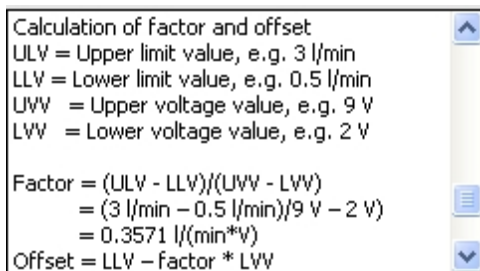 Calculation of factor and offset
ULV = Upper limit value, e.g. 3 l/min
LLV = Lower limit value, e.g. 0.5 l/min
UVV = Upper voltage value, e.g. 9 V
LVV = Lower voltage value, e.g. 2 V
Factor = (ULV - LLV)/(UVV - LVV)
= (3 l/min – 0.5 l/min)/9 V – 2 V)
= 0.3571 l/(min*V)
Offset = LLV – factor * LVV